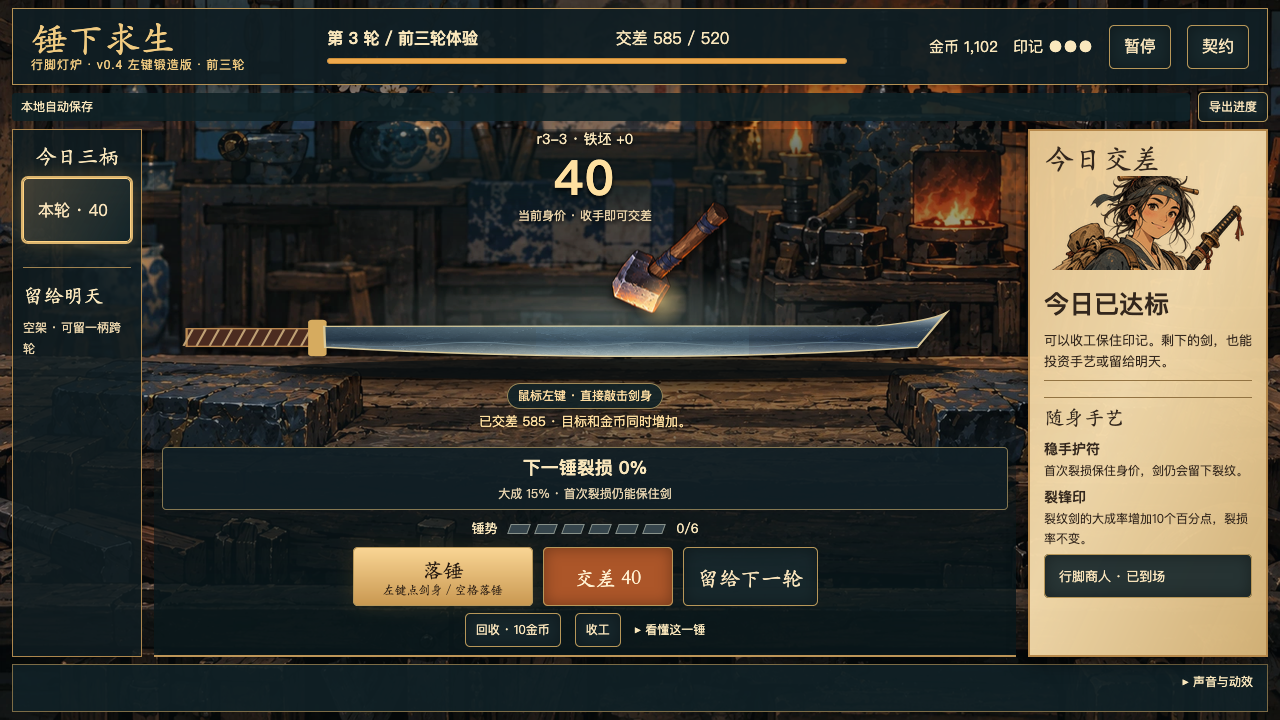 锤下求生
行脚灯炉 · v0.4 左键锻造版 · 前三轮
第 3 轮 / 前三轮体验
交差 585 / 520
金币 1,102
印记
暂停
契约
本地自动保存
导出进度
今日三柄
本轮 · 40
留给明天
空架 · 可留一柄跨
轮
r3-3 · 铁坯 +0
40
当前身价 · 收手即可交差
鼠标左键 · 直接敲击剑身
已交差 585 · 目标和金币同时增加。
下一锤裂损 0%
大成 15% · 首次裂损仍能保住剑
锤势
0/6
落锤
左键点剑身 / 空格落锤
交差 40
留给下一轮
回收 · 10金币
收工
▸ 看懂这一锤
今日交差
今日已达标
可以收工保住印记。剩下的剑，也能
投资手艺或留给明天。
随身手艺
稳手护符
首次裂损保住身价，剑仍会留下裂纹。
裂锋印
裂纹剑的大成率增加10个百分点，裂损
率不变。
行脚商人 · 已到场
▸ 声音与动效